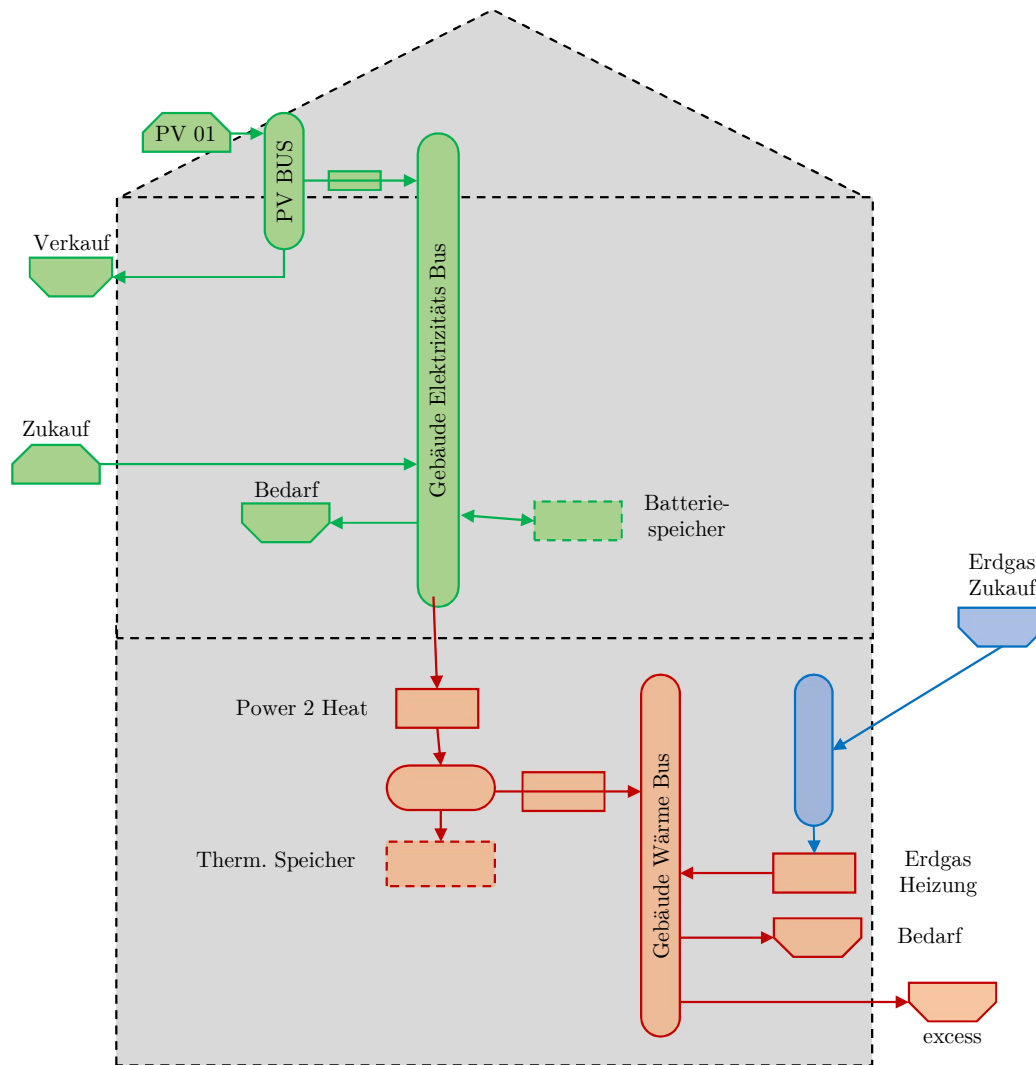 PV 01
PV BUS
Verkauf
Gebäude Elektrizitäts Bus
Zukauf
Bedarf
Batterie-
speicher
Erdgas
Zukauf
Power 2 Heat
Gebäude Wärme Bus
Therm. Speicher
Erdgas
Heizung
Bedarf
excess